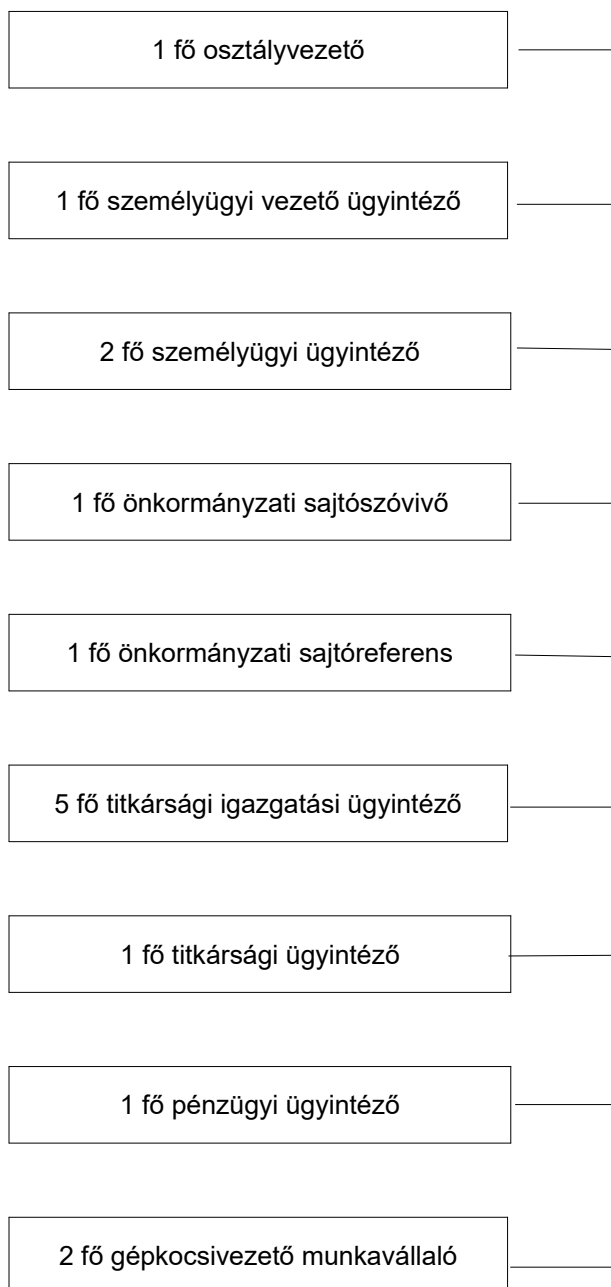 1 fő osztályvezető
1 fő személyügyi vezető ügyintéző
2 fő személyügyi ügyintéző
1 fő önkormányzati sajtószóvivő
1 fő önkormányzati sajtóreferens
5 fő titkársági igazgatási ügyintéző
1 fő titkársági ügyintéző
1 fő pénzügyi ügyintéző
2 fő gépkocsivezető munkavállaló